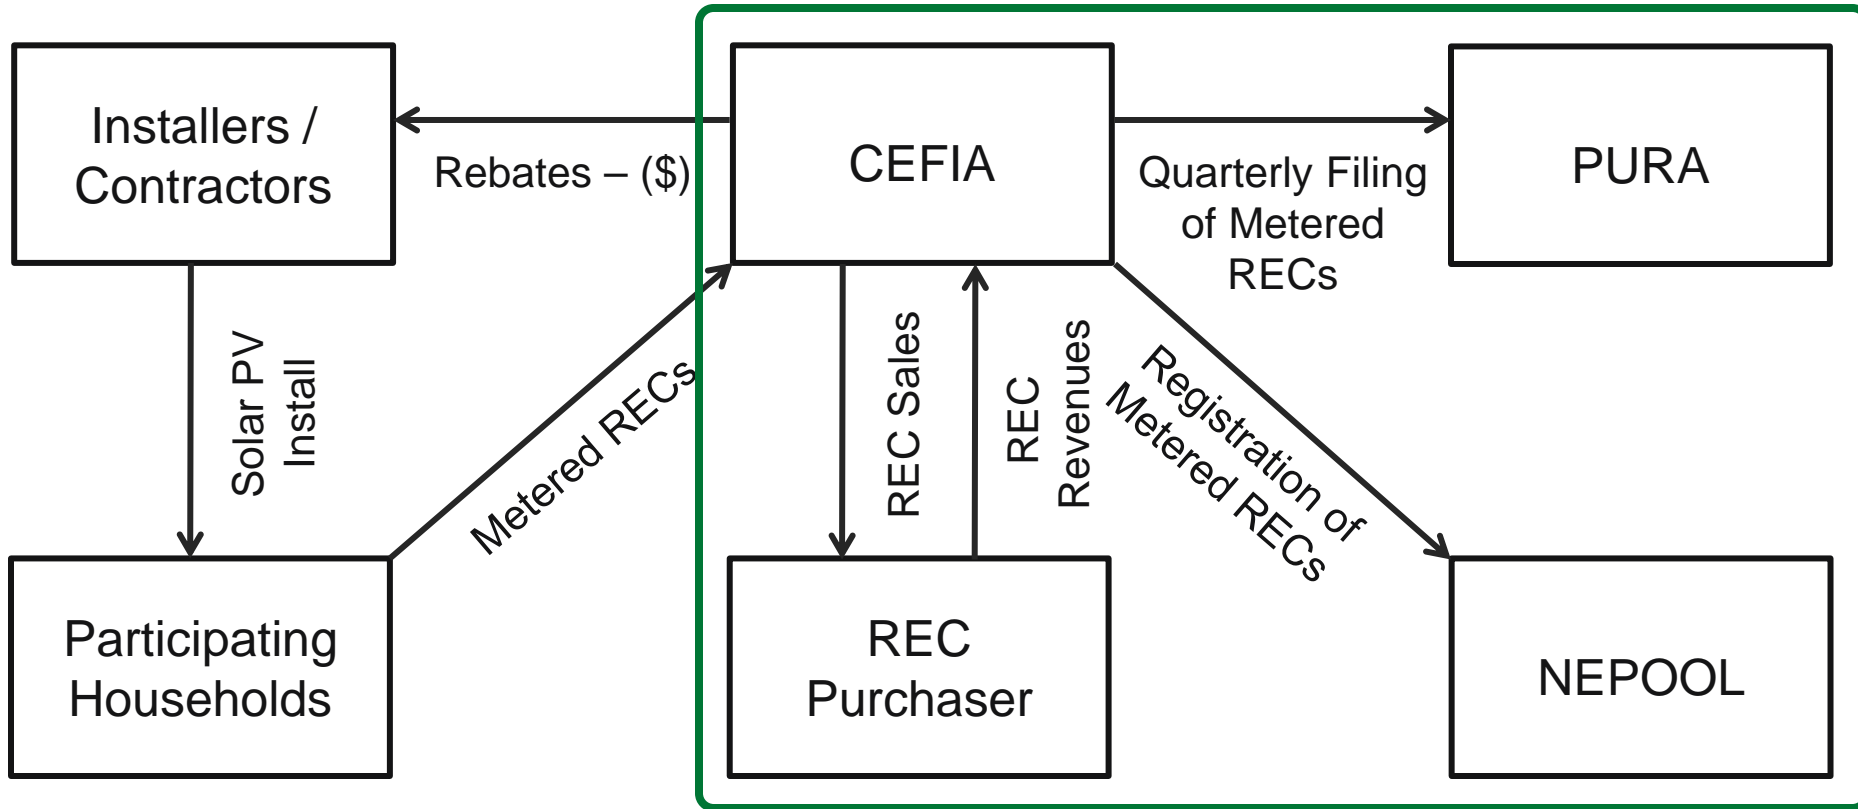 Installers /
Contractors
Rebates – ($)
CEFIA
Quarterly Filing
of Metered
RECs
PURA
Solar PV
Install
Metered RECs
REC Sales
REC
Revenues
Registration of
Metered RECs
Participating
Households
REC
Purchaser
NEPOOL